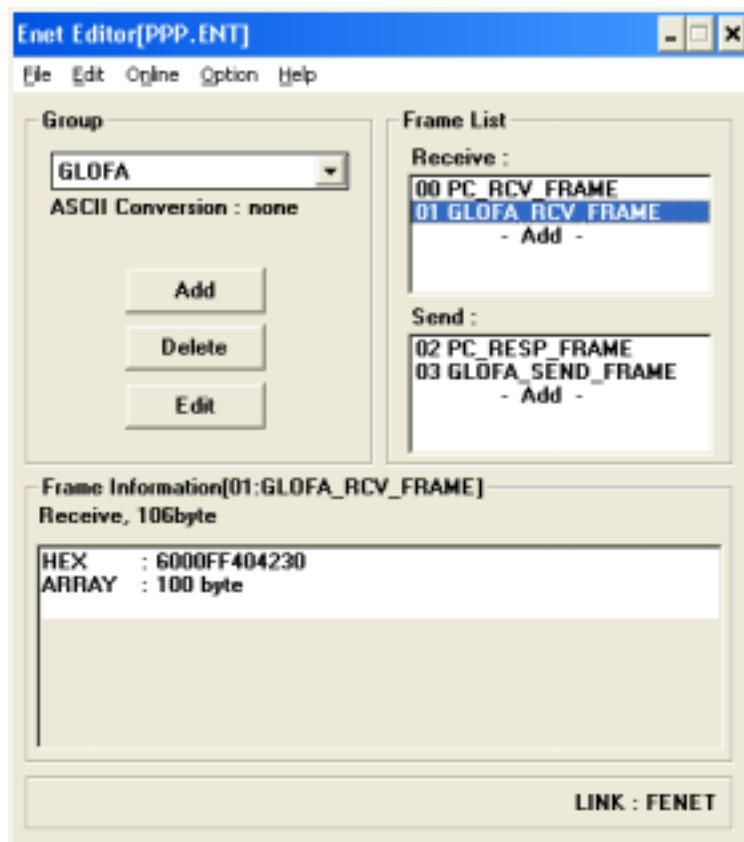 Enet Editor[PPP.ENT]
File Edit Online Option Help
Group
GLOFA
ASCII Conversion : none
Add
Delete
Edit
Frame List
Receive :
00 PC_RCV_FRAME
01 GLOFA_RCV_FRAME
- Add -
Send :
02 PC_RESP_FRAME
03 GLOFA_SEND_FRAME
- Add -
Frame Information[01:GLOFA_RCV_FRAME]
Receive, 106byte
HEX : 6000FF404230
ARRAY : 100 byte
LINK : FENET